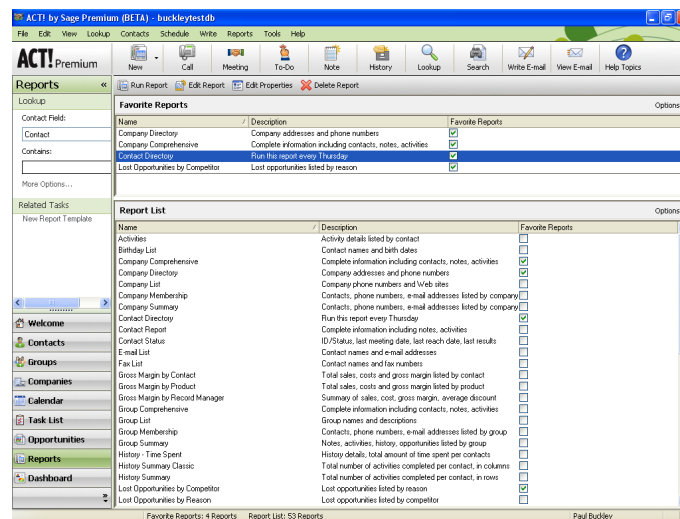 ACT! by Sage Premium (BETA) - buckleytestdb
File Edit View Lookup Contacts Schedule Write Reports Tools Help
ACT! Premium New Call Meeting To-Do Note History Lookup Search Write E-mail View E-mail Help Topics
Reports « Run Report Edit Report Edit Properties Delete Report
Lookup
Contact Field:
Contact
Contains:
More Options...
Related Tasks
New Report Template
Welcome
Contacts
Groups
Companies
Calendar
Task List
Opportunities
Reports
Dashboard
Favorite Reports Options
Name / Description Favorite Reports
Company Directory Company addresses and phone numbers
Company Comprehensive Complete information including contacts, notes, activities
Contact Directory Run this report every Thursday
Lost Opportunities by Competitor Lost opportunities listed by reason
Report List Options
Name / Description Favorite Reports
Activities Activity details listed by contact
Birthday List Contact names and birth dates
Company Comprehensive Complete information including contacts, notes, activities
Company Directory Company addresses and phone numbers
Company List Company phone numbers and Web sites
Company Membership Contacts, phone numbers, e-mail addresses listed by company
Company Summary Contacts, phone numbers, e-mail addresses listed by company
Contact Directory Run this report every Thursday
Contact Report Complete information including notes, activities
Contact Status ID/Status, last meeting date, last reach date, last results
E-mail List Contact names and e-mail addresses
Fax List Contact names and fax numbers
Gross Margin by Contact Total sales, costs and gross margin listed by contact
Gross Margin by Product Total sales, costs and gross margin listed by product
Gross Margin by Record Manager Summary of sales, cost, gross margin, average discount
Group Comprehensive Complete information including contacts, notes, activities
Group List Group names and descriptions
Group Membership Contacts, phone numbers, e-mail addresses listed by group
Group Summary Notes, activities, history, opportunities listed by group
History - Time Spent History details, total amount of time spent per contacts
History Summary Classic Total number of activities completed per contact, in columns
History Summary Total number of activities completed per contact, in rows
Lost Opportunities by Competitor Lost opportunities listed by reason
Lost Opportunities by Reason Lost opportunities listed by competitor
Favorite Reports: 4 Reports Report List: 53 Reports Paul Buckley